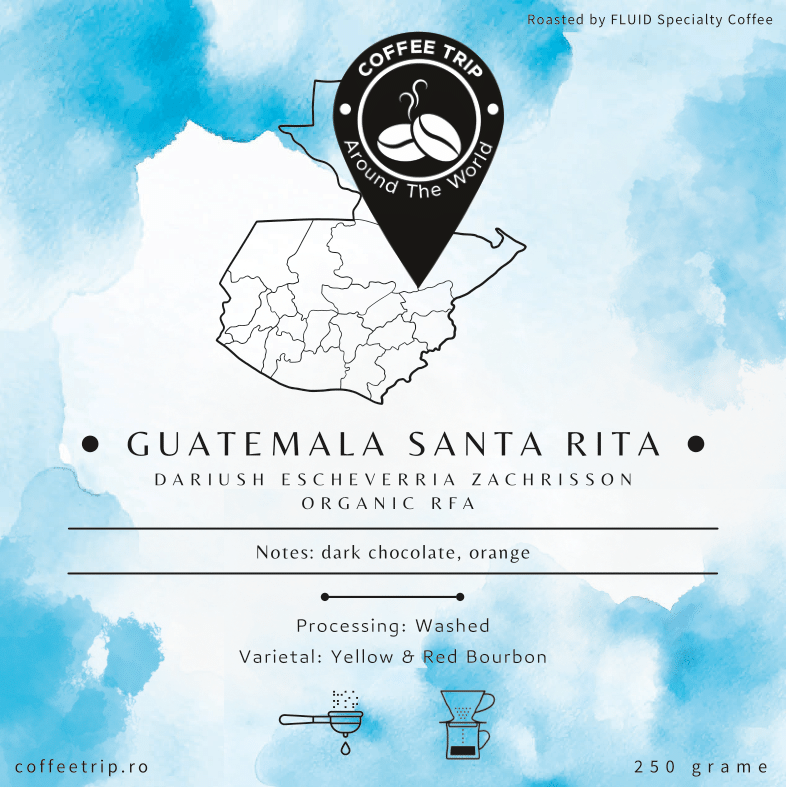 Roasted by FLUID Specialty Coffee
COFFEE TRIP
Around The World
GUATEMALA SANTA RITA
DARIUSH ESCHEVERRIA ZACHRISSON
ORGANIC RFA
Notes: dark chocolate, orange
Processing: Washed
Varietal: Yellow & Red Bourbon
coffeetrip.ro
250 grame